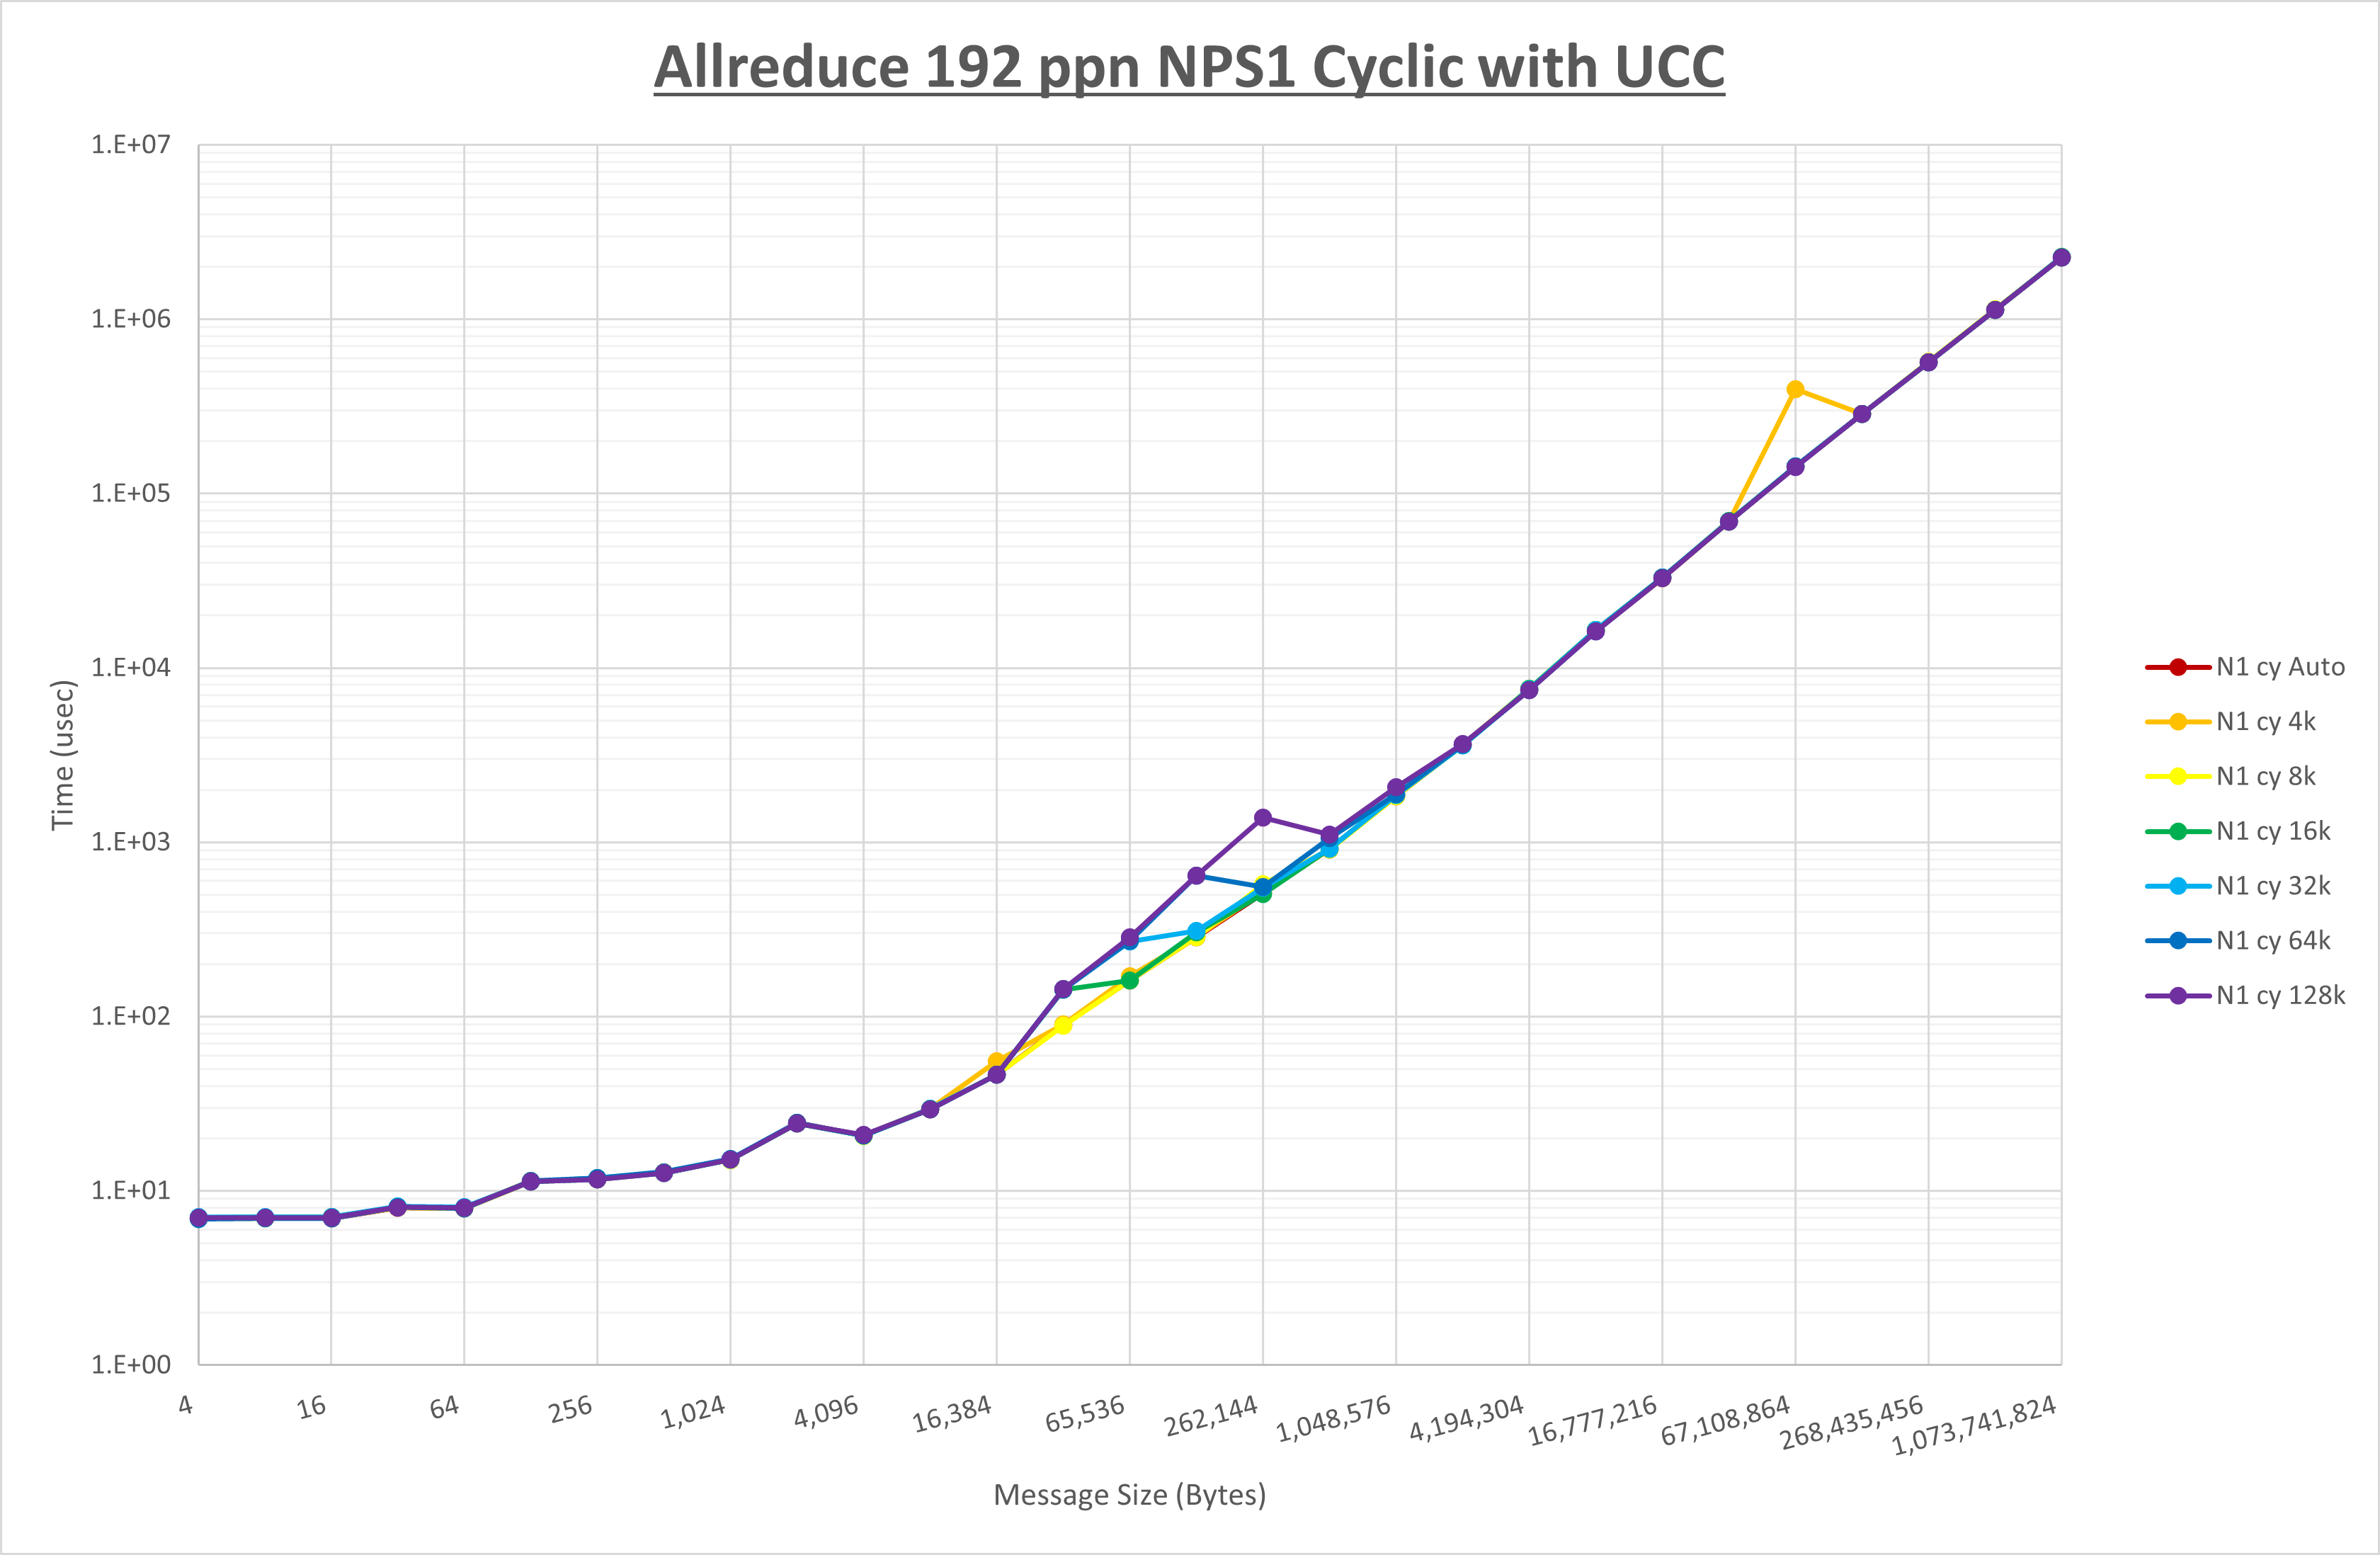 Allreduce 192 ppn NPS1 Cyclic with UCC
1.E+07
1.E+06
1.E+05
1.E+04
1.E+03
1.E+02
1.E+01
1.E+00
Time (usec)
4
16
64
256
1,024
4,096
16,384
65,536
262,144
1,048,576
4,194,304
16,777,216
67,108,864
268,435,456
1,073,741,824
Message Size (Bytes)
N1 cy Auto
N1 cy 4k
N1 cy 8k
N1 cy 16k
N1 cy 32k
N1 cy 64k
N1 cy 128k